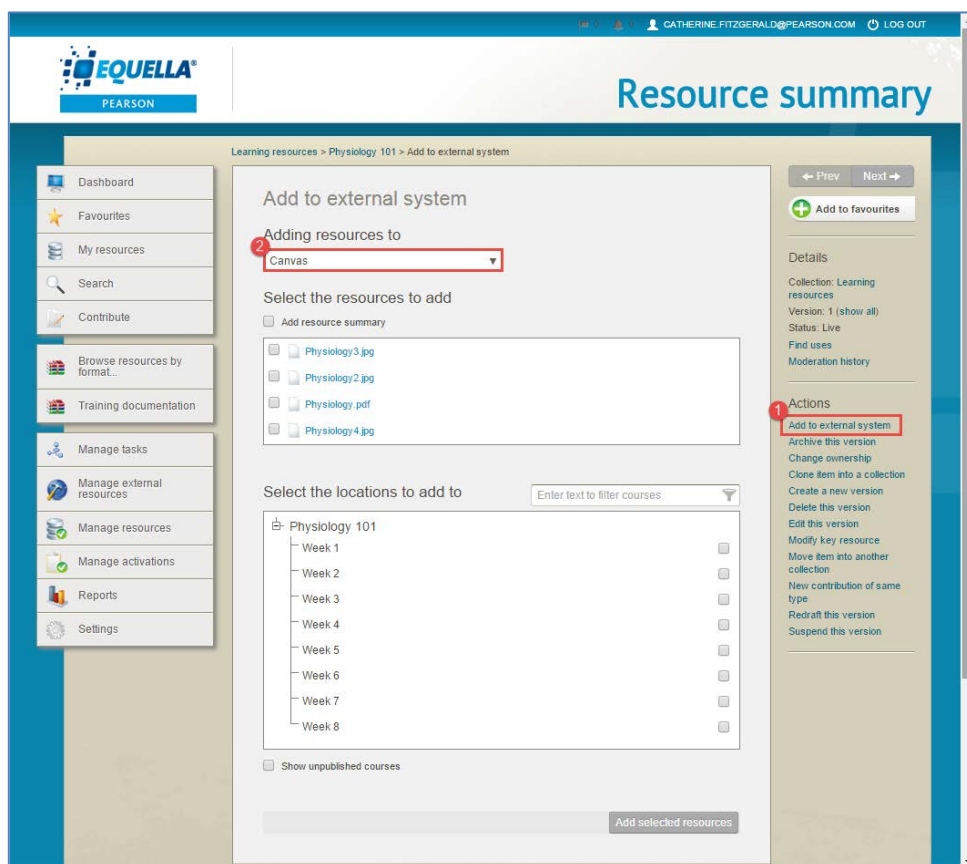 CATHERINE.FITZGERALD@PEARSON.COM LOG OUT
EQUELLA®
PEARSON
Resource summary
Learning resources > Physiology 101 > Add to external system
Dashboard
Favourites
My resources
Search
Contribute
Browse resources by
format...
Training documentation
Manage tasks
Manage external
resources
Manage resources
Manage activations
Reports
Settings
Add to external system
Adding resources to
2
Canvas
Select the resources to add
Add resource summary
Physiology3.jpg
Physiology2.jpg
Physiology.pdf
Physiology4.jpg
Select the locations to add to
Enter text to filter courses
Physiology 101
Week 1
Week 2
Week 3
Week 4
Week 5
Week 6
Week 7
Week 8
Show unpublished courses
Add selected resources
Prev Next
Add to favourites
Details
Collection: Learning
resources
Version: 1 (show all)
Status: Live
Find uses
Moderation history
Actions
1
Add to external system
Archive this version
Change ownership
Clone item into a collection
Create a new version
Delete this version
Edit this version
Modify key resource
Move item into another
collection
New contribution of same
type
Redraft this version
Suspend this version